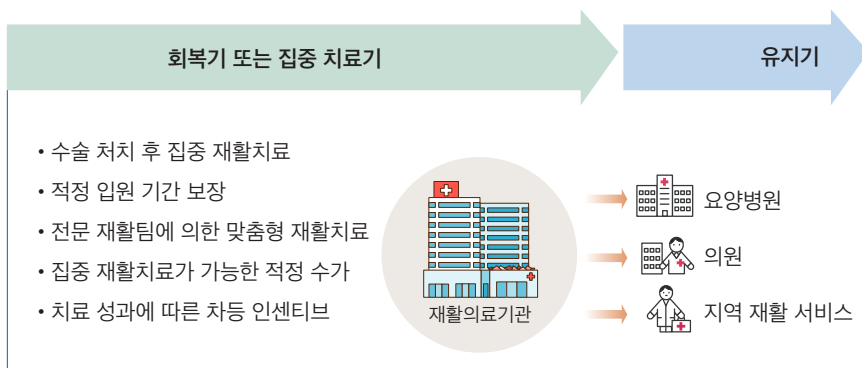 회복기 또는 집중 치료기
유지기
• 수술 처치 후 집중 재활치료
• 적정 입원 기간 보장
• 전문 재활팀에 의한 맞춤형 재활치료
• 집중 재활치료가 가능한 적정 수가
• 치료 성과에 따른 차등 인센티브
재활의료기관
요양병원
의원
지역 재활 서비스